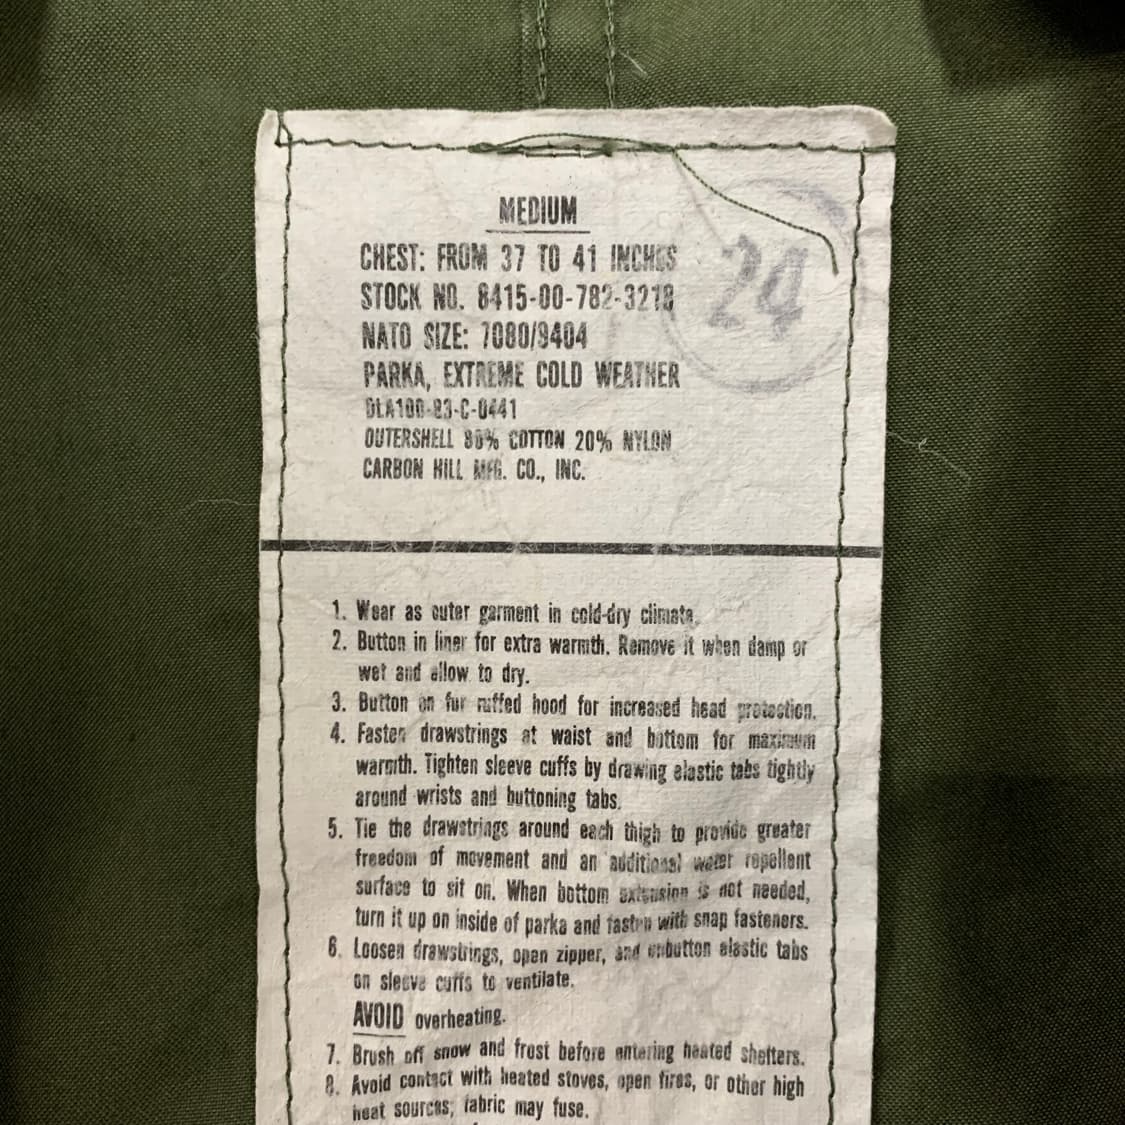 MEDIUM
CHEST: FROM 37 TO 41 INCHES
24
STOCK NO. 8415-00-782-3218
NATO SIZE: 7080/9404
PARKA, EXTREME COLD WEATHER
DLA100-83-C-0441
OUTERSHELL 80% COTTON 20% NYLON
CARBON HILL MFG. CO., INC.
1. Wear as outer garment in cold-dry climate.
2. Button in liner for extra warmth. Remove it when damp or
wet and allow to dry.
3. Button on fur ruffed hood for increased head protection.
4. Fasten drawstrings at waist and bottom for maximum
warmth. Tighten sleeve cuffs by drawing elastic tabs tightly
around wrists and buttoning tabs.
5. Tie the drawstrings around each thigh to provide greater
freedom of movement and an additional water repellent
surface to sit on. When bottom extension is not needed,
turn it up on inside of parka and fasten with snap fasteners.
6. Loosen drawstrings, open zipper, and unbutton elastic tabs
on sleeve cuffs to ventilate.
AVOID overheating.
7. Brush off snow and frost before entering heated shelters.
8. Avoid contact with heated stoves, open fires, or other high
heat sources; fabric may fuse.